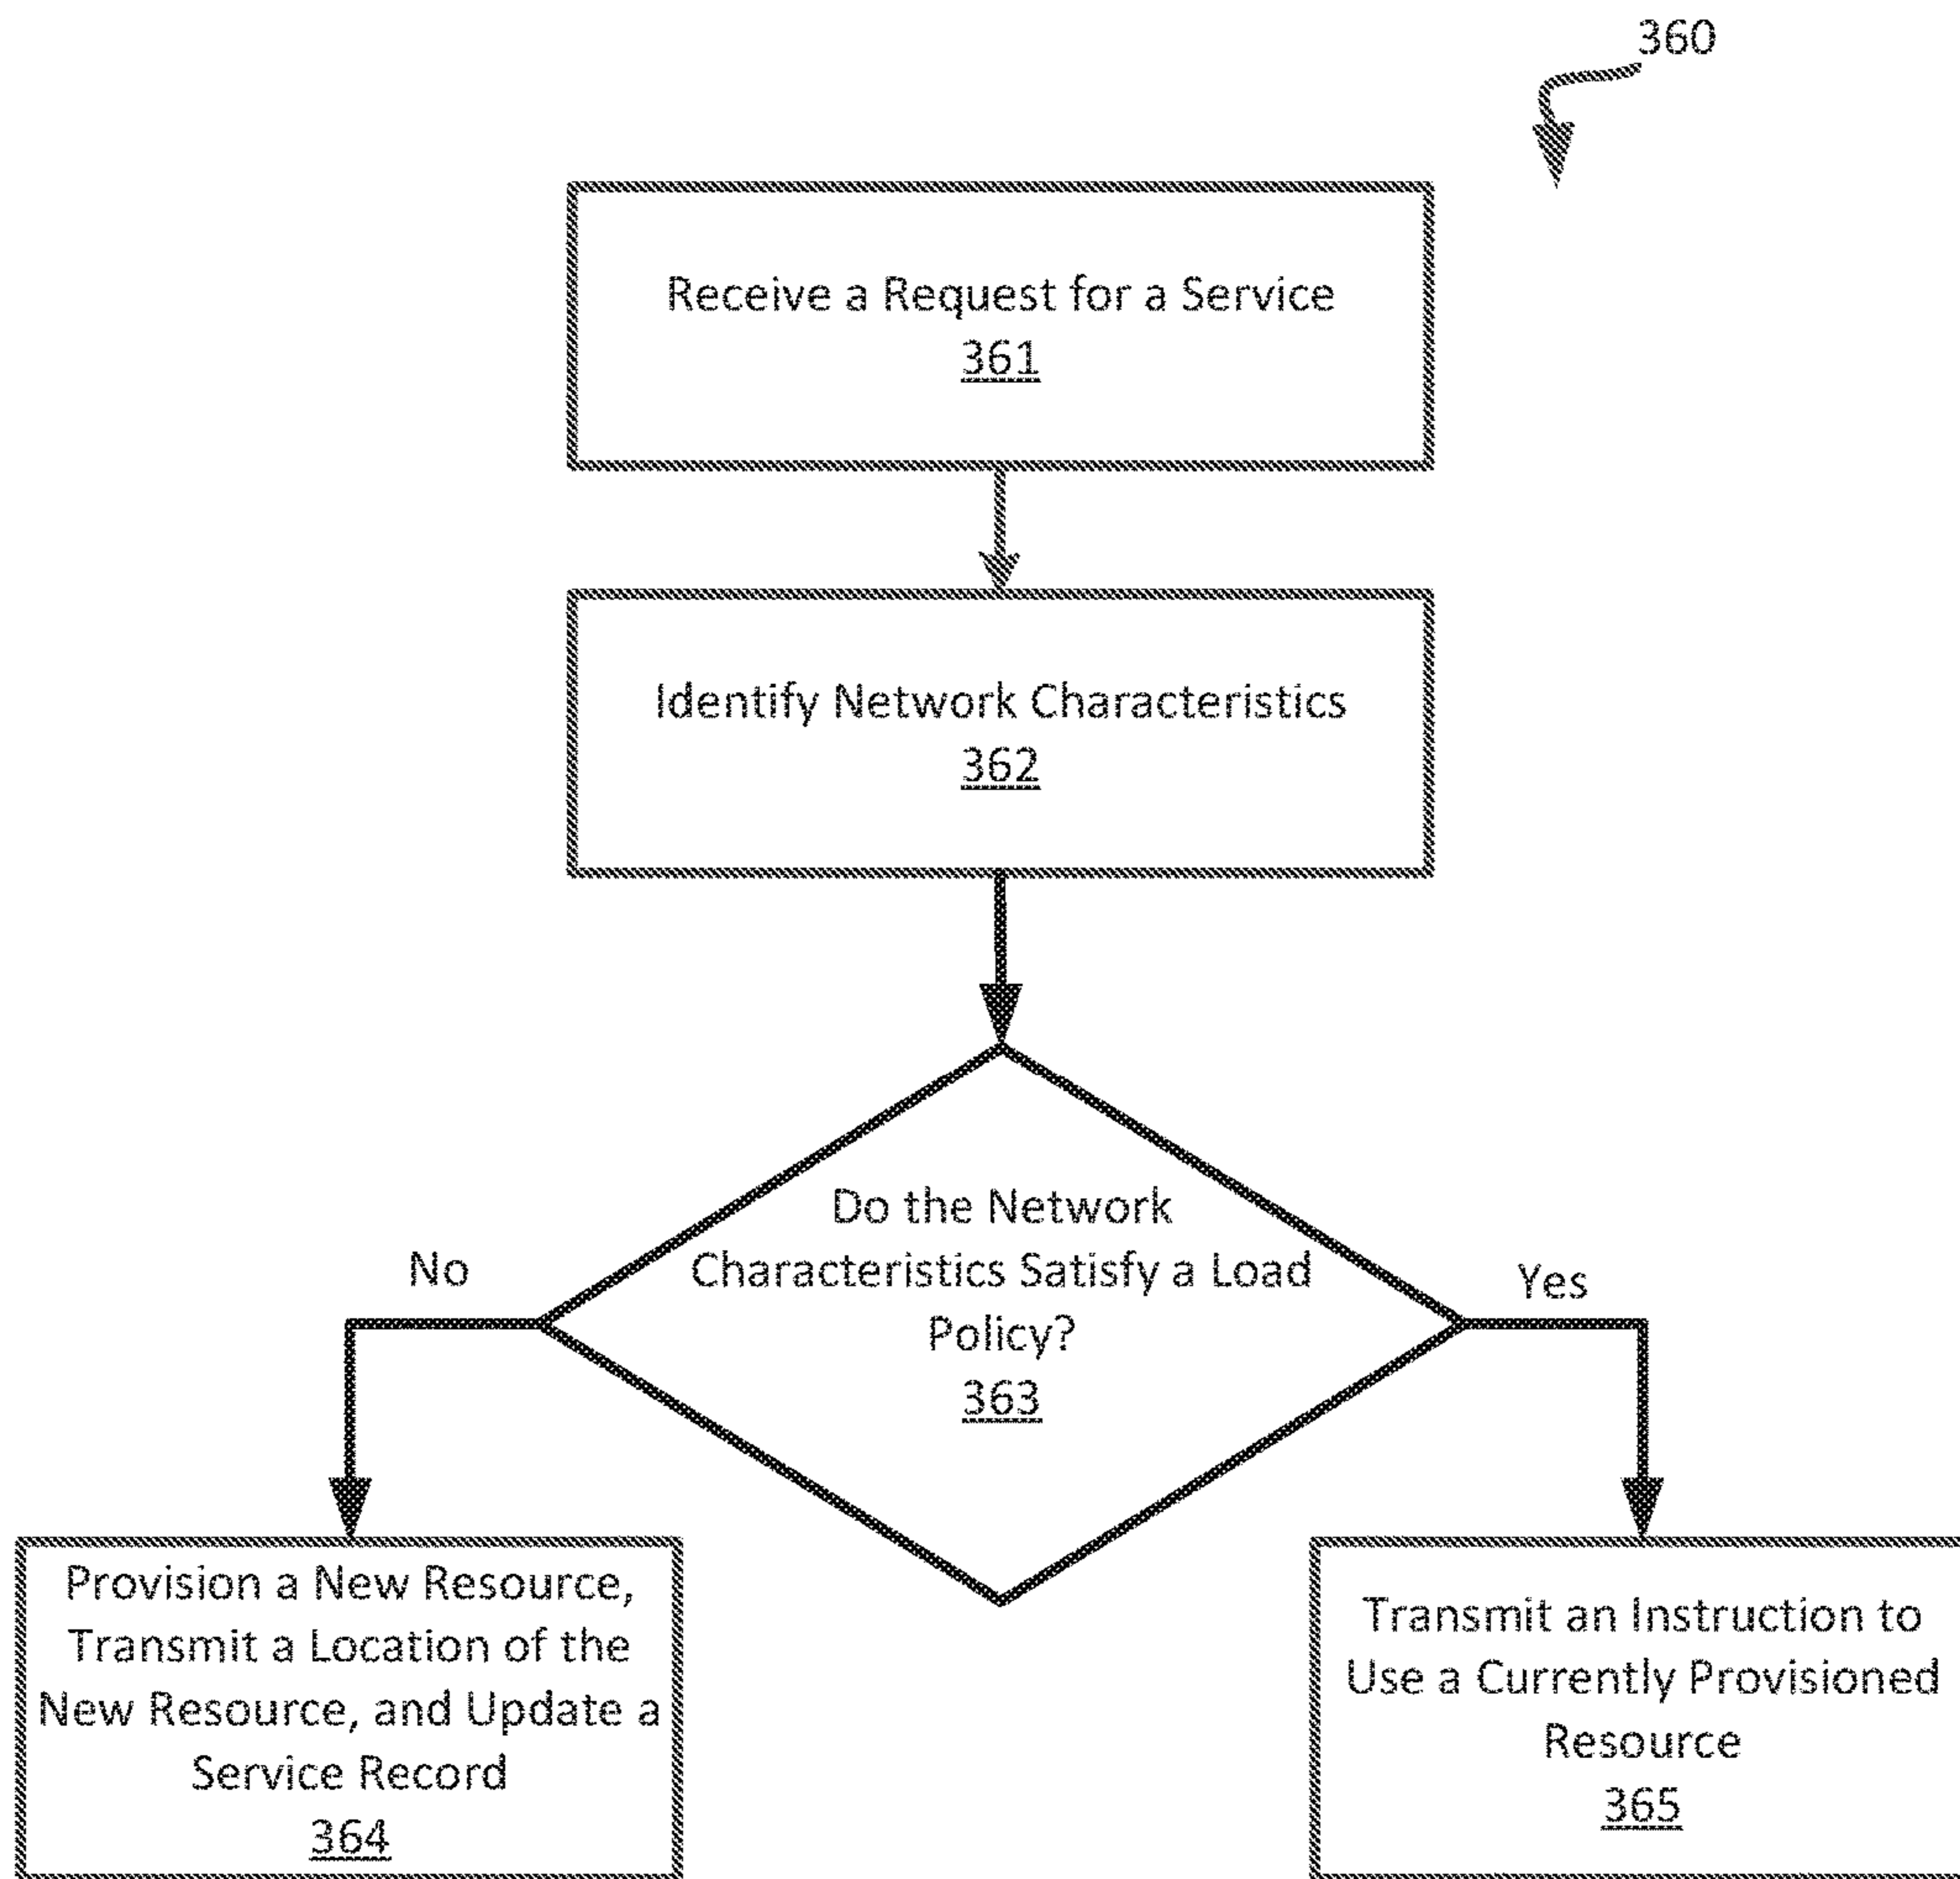 360
Receive a Request for a Service
361
Identify Network Characteristics
362
Do the Network
Characteristics Satisfy a Load
Policy?
363
No
Yes
Provision a New Resource,
Transmit a Location of the
New Resource, and Update a
Service Record
364
Transmit an Instruction to
Use a Currently Provisioned
Resource
365